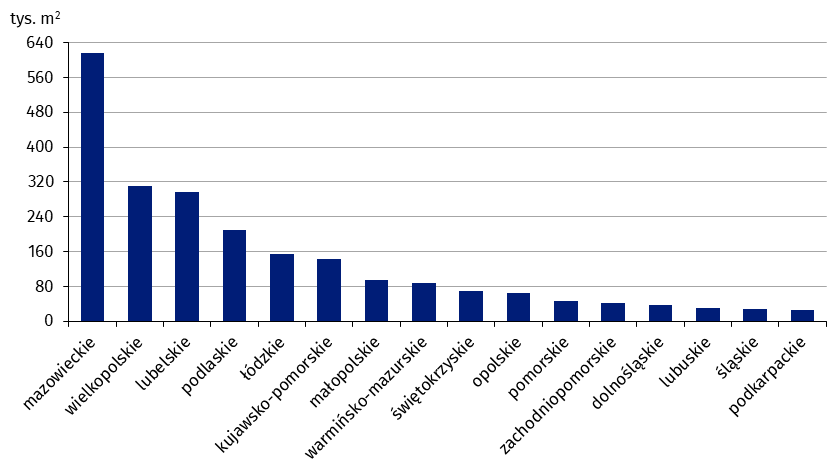 tys. m²
640
560
480
400
320
240
160
80
0
mazowieckie
wielkopolskie
lubelskie
podlaskie
łódzkie
kujawsko-pomorskie
małopolskie
warmińsko-mazurskie
świętokrzyskie
opolskie
pomorskie
zachodniopomorskie
dolnośląskie
lubuskie
śląskie
podkarpackie